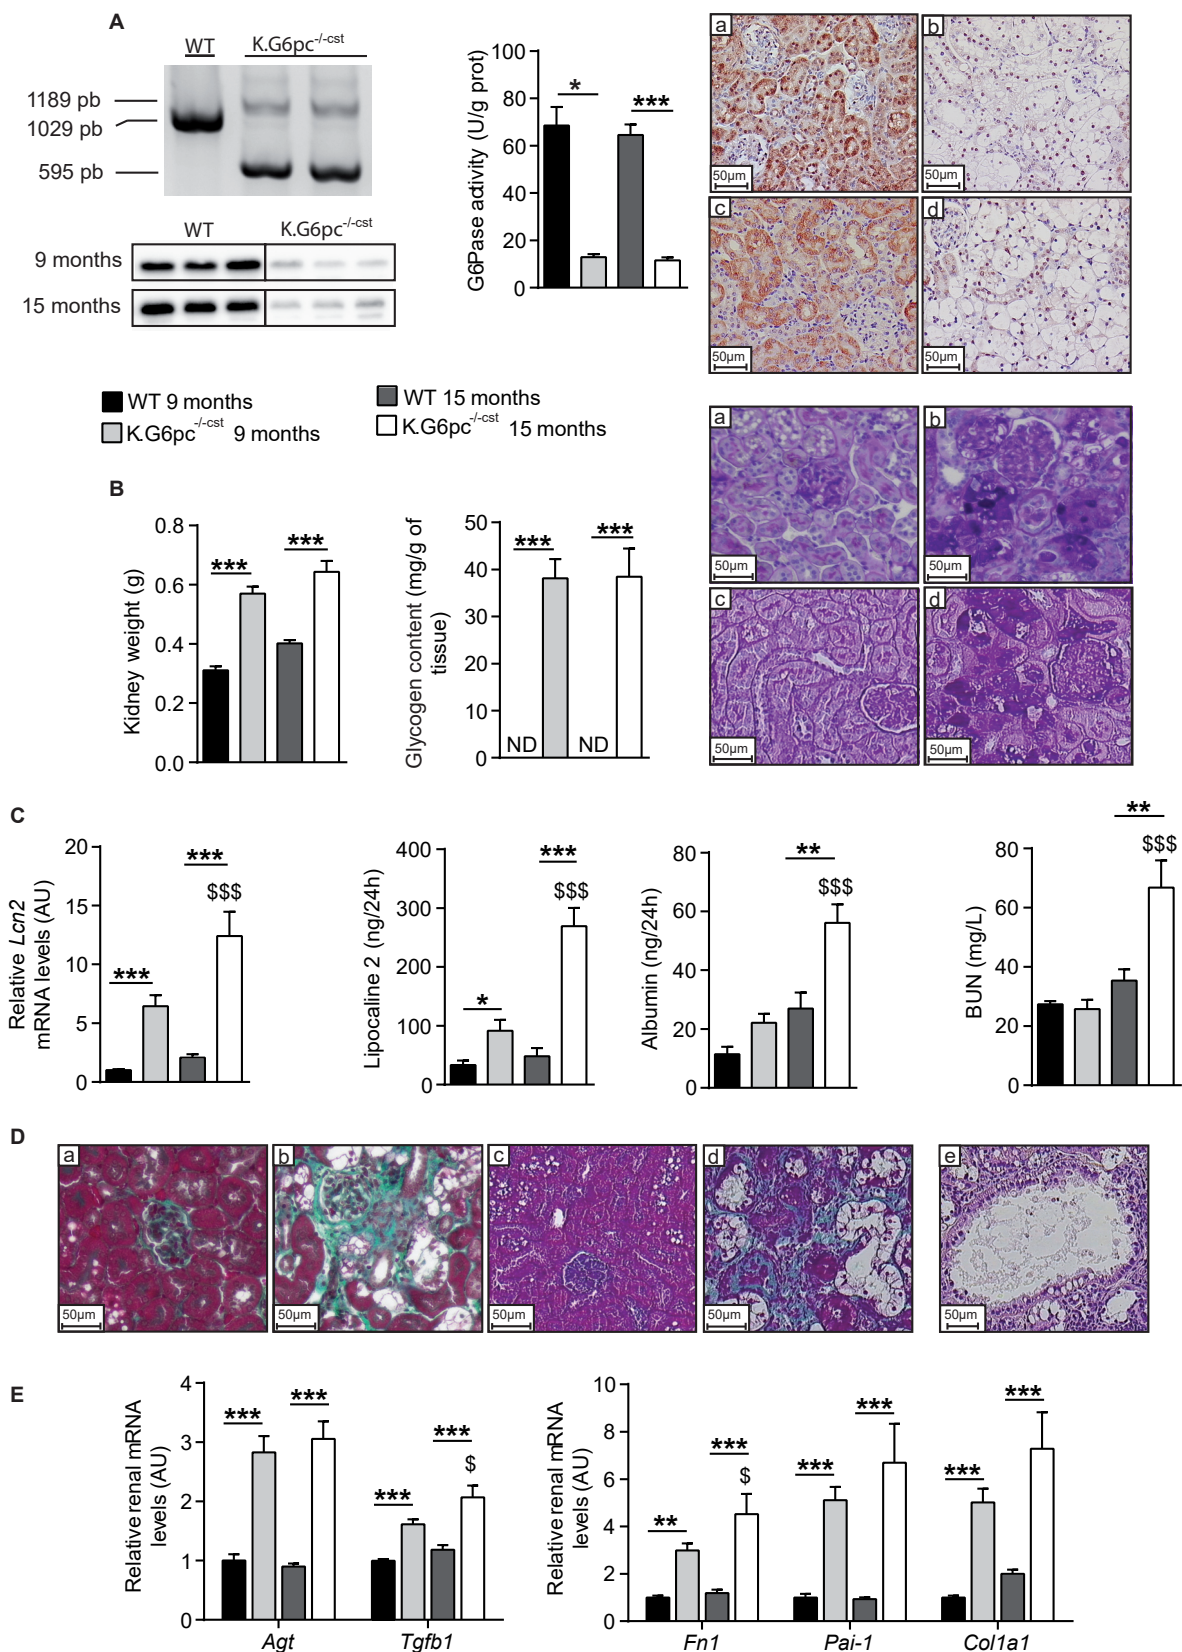 A
WT
K.G6pc-/-cst
1189 pb
1029 pb
595 pb
WT
K.G6pc-/-cst
9 months
15 months
G6Pase adivity (U/g prot)
100
80
60
40
20
0
*
***
a
50µm
b
50µm
c
50µm
d
50µm
WT 9 months
K.G6pc-/-cst 9 months
WT 15 months
K.G6pc-/-cst 15 months
B
Kidney weight (g)
0.8
0.6
0.4
0.2
0.0
***
***
Glycogen content (mg/g of
tissue)
50
40
30
20
10
0
***
***
ND
ND
a
50µm
b
50µm
c
50µm
d
50µm
C
Relative Lcn2
mRNA levels (AU)
20
15
10
5
0
***
***
$$$
Lipocaline 2 (ng/24h)
400
300
200
100
0
*
***
$$$
Albumin (ng/24h)
80
60
40
20
0
**
$$$
BUN (mg/L)
80
60
40
20
0
**
$$$
D
a
50µm
b
50µm
c
50µm
d
50µm
e
50µm
E
Relative renal mRNA
levels (AU)
4
3
2
1
0
***
***
***
***
$
Agt
Tgfb1
Relative renal mRNA
levels (AU)
10
8
6
4
2
0
**
***
$
***
***
***
***
Fn1
Pai-1
Col1a1